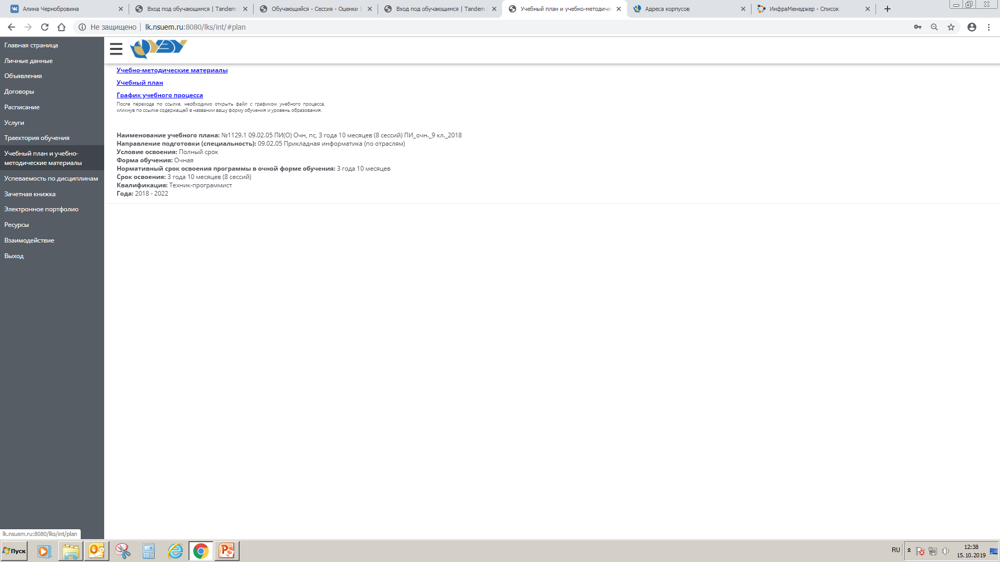 Алина Чернобровина
Вход под обучающимся | Tandem
Обучающийся - Сессия - Оценки |
Вход под обучающимся | Tandem
Учебный план и учебно-методиче
Адреса корпусов
ИнфраМенеджер - Список
Не защищено
lk.nsuem.ru:8080/lks/int/#plan
Главная страница
Личные данные
Объявления
Договоры
Расписание
Услуги
Траектория обучения
Учебный план и учебно-
методические материалы
Успеваемость по дисциплинам
Зачетная книжка
Электронное портфолио
Ресурсы
Взаимодействие
Выход
Учебно-методические материалы
Учебный план
График учебного процесса
После перехода по ссылке, необходимо открыть файл с графиком учебного процесса,
кликнув по ссылке содержащей в названии вашу форму обучения и уровень образования.
Наименование учебного плана: №1129.1 09.02.05 ПИ(О) Очн, пс, 3 года 10 месяцев (8 сессий) ПИ_очн._9 кл._2018
Направление подготовки (специальность): 09.02.05 Прикладная информатика (по отраслям)
Условие освоения: Полный срок
Форма обучения: Очная
Нормативный срок освоения программы в очной форме обучения: 3 года 10 месяцев
Срок освоения: 3 года 10 месяцев (8 сессий)
Квалификация: Техник-программист
Года: 2018 - 2022
lk.nsuem.ru:8080/lks/int/plan
Пуск
RU
12:38
15.10.2019